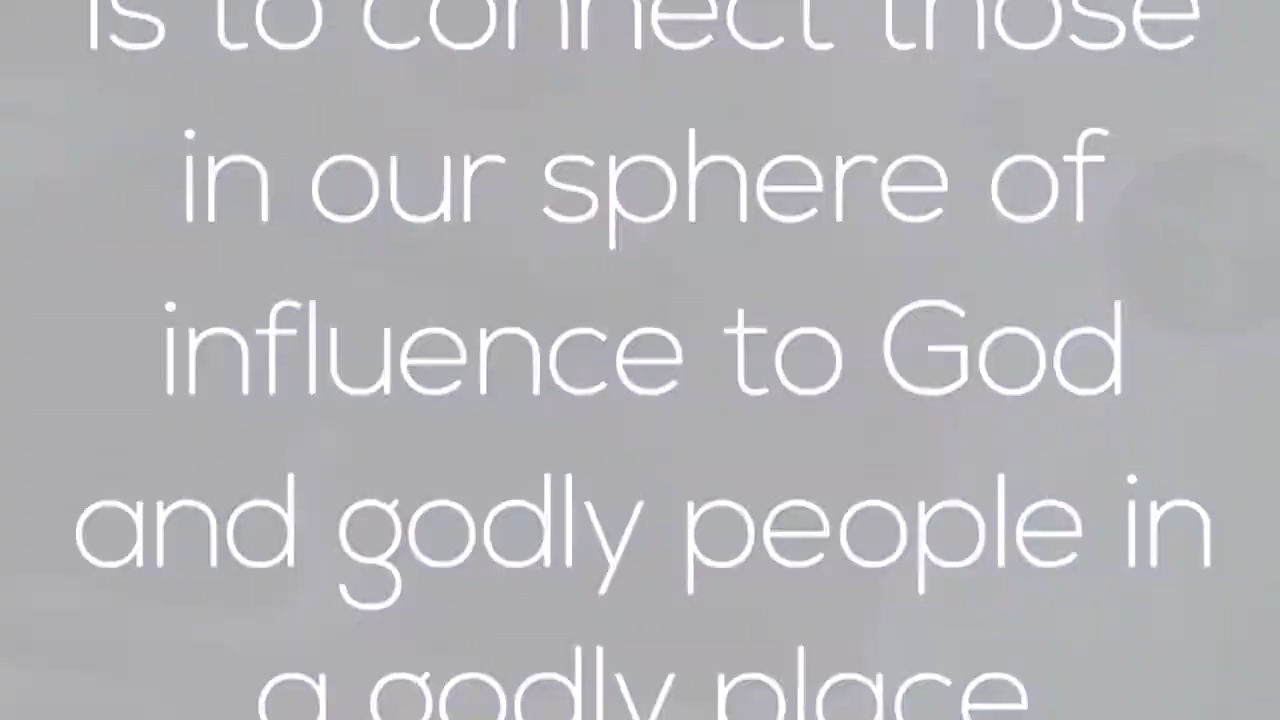 is to connect those
in our sphere of
influence to God
and godly people in
a godly place